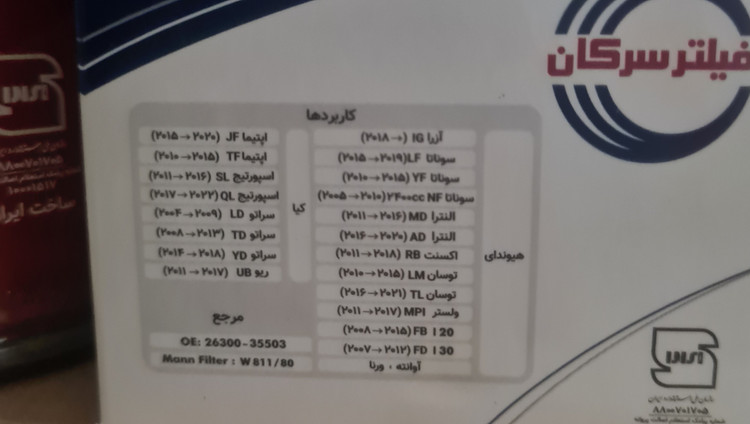 فیلتر سرکان
کاربردها
هیوندای
آزرا IG (۲۰۱۸→۰)
سوناتا LF (۲۰۱۵→۲۰۱۹)
سوناتا YF (۲۰۱۰→۲۰۱۵)
سوناتا ۲۴۰۰cc NF (۲۰۰۵→۲۰۱۰)
النترا MD (۲۰۱۱→۲۰۱۶)
النترا AD (۲۰۱۶→۲۰۲۰)
اکسنت RB (۲۰۱۱→۲۰۱۸)
توسان LM (۲۰۱۰→۲۰۱۵)
توسان TL (۲۰۱۶→۲۰۲۱)
ولستر MPI (۲۰۱۱→۲۰۱۷)
(۲۰۰۸→۲۰۱۵) FB I 20
(۲۰۰۷→۲۰۱۲) FD I 30
آوانته ، ورنا
کیا
اپتیما JF (۲۰۱۵→۲۰۲۰)
اپتیما TF (۲۰۱۰→۲۰۱۵)
اسپورتیج SL (۲۰۱۱→۲۰۱۶)
اسپورتیج QL (۲۰۱۷→۲۰۲۲)
سراتو LD (۲۰۰۴→۲۰۰۹)
سراتو TD (۲۰۰۸→۲۰۱۳)
سراتو YD (۲۰۱۴→۲۰۱۸)
ریو UB (۲۰۱۱→۲۰۱۷)
مرجع
OE: 26300-35503
Mann Filter : W 811/80
۸۸۰۰۷۰۱۷۰۵
ساخت ایرا